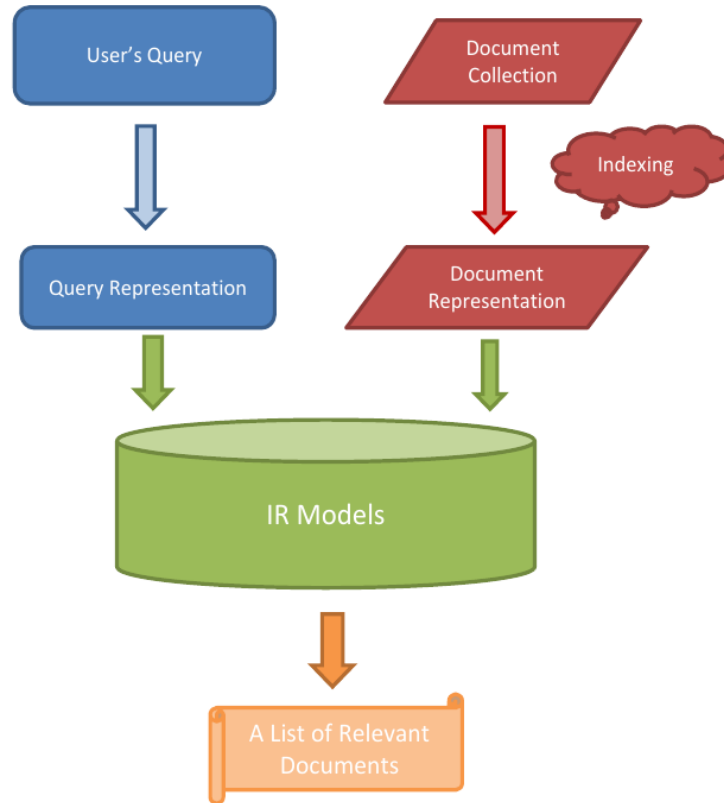 User's Query
Document
Collection
Indexing
Query Representation
Document
Representation
IR Models
A List of Relevant
Documents